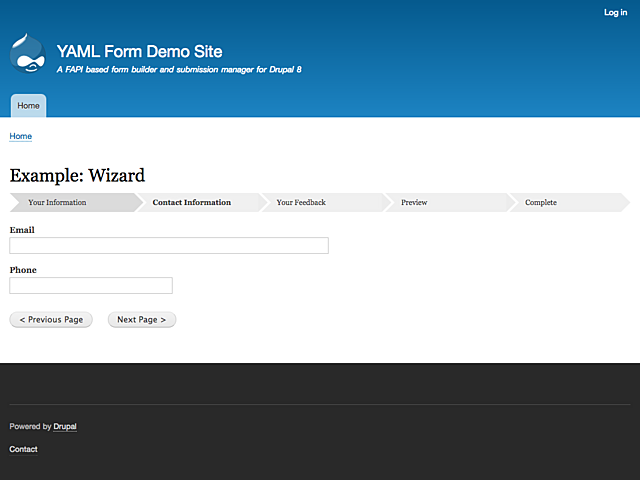 Log in
YAML Form Demo Site
A FAPI based form builder and submission manager for Drupal 8
Home
Home
Example: Wizard
Your Information Contact Information Your Feedback Preview Complete
Email
Phone
< Previous Page Next Page >
Powered by Drupal
Contact